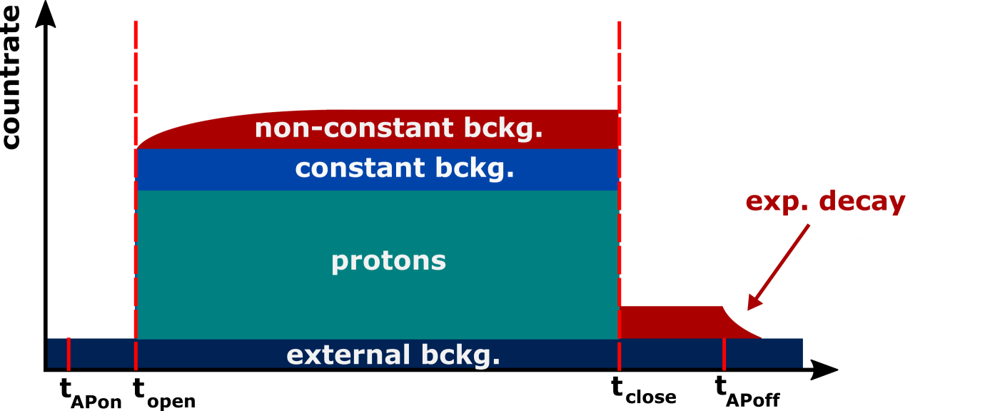 countrate
non-constant bckg.
constant bckg.
exp. decay
protons
external bckg.
tAPon
topen
tclose
tAPoff